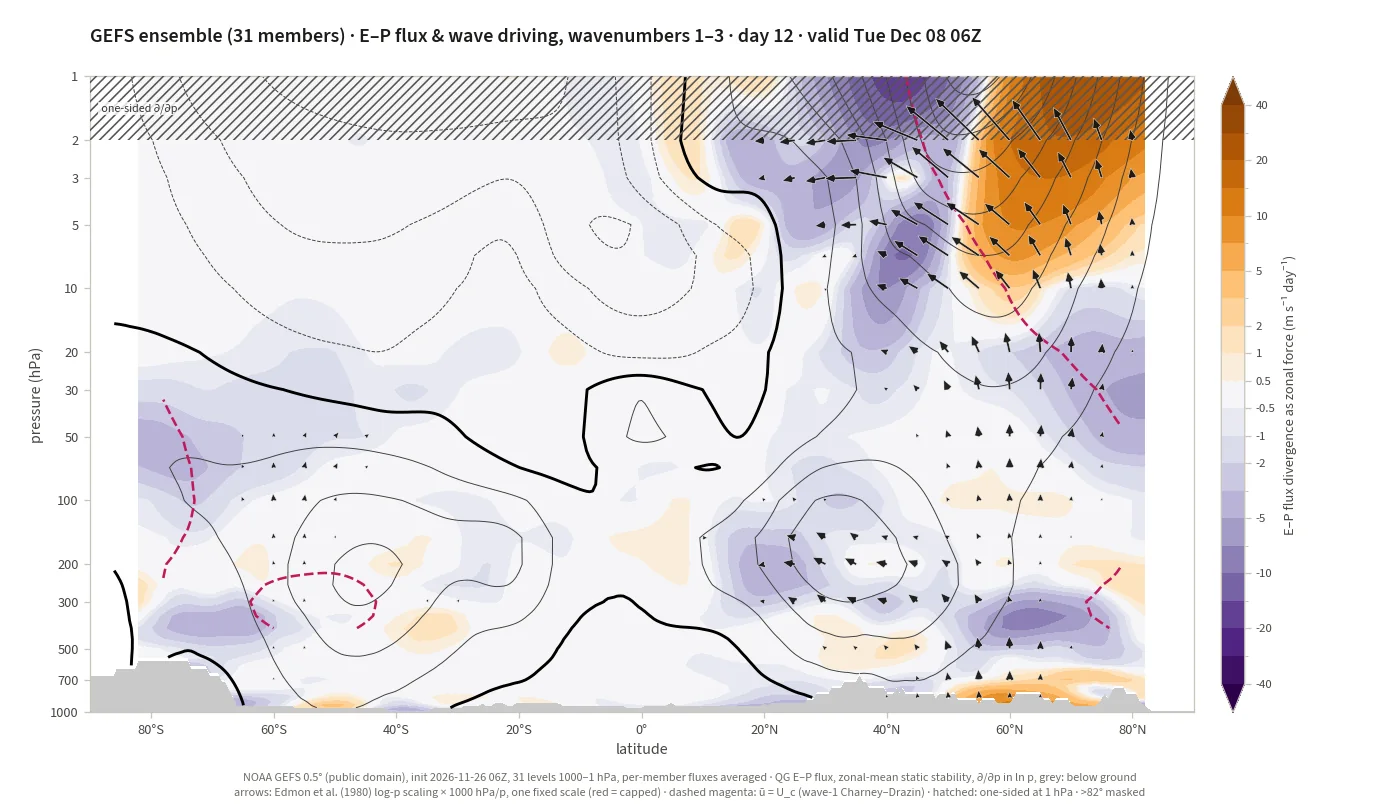 GEFS ensemble (31 members) · E–P flux & wave driving, wavenumbers 1–3 · day 12 · valid Tue Dec 08 06Z
one-sided ∂/∂p
pressure (hPa)
1
2
3
5
10
20
30
50
100
200
300
500
700
1000
80°S
60°S
40°S
20°S
0°
20°N
40°N
60°N
80°N
latitude
40
20
10
5
2
1
0.5
-0.5
-1
-2
-5
-10
-20
-40
E–P flux divergence as zonal force (m s⁻¹ day⁻¹)
NOAA GEFS 0.5° (public domain), init 2026-11-26 06Z, 31 levels 1000–1 hPa, per-member fluxes averaged · QG E–P flux, zonal-mean static stability, ∂/∂p in ln p, grey: below ground
arrows: Edmon et al. (1980) log-p scaling × 1000 hPa/p, one fixed scale (red = capped) · dashed magenta: ū = U_c (wave-1 Charney–Drazin) · hatched: one-sided at 1 hPa · >82° masked